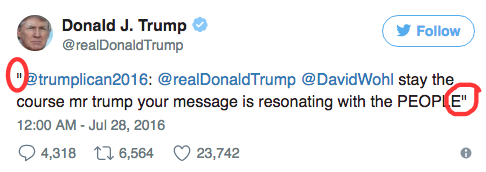 Donald J. Trump
@realDonaldTrump
Follow
"@trumplican2016: @realDonaldTrump @DavidWohl stay the
course mr trump your message is resonating with the PEOPLE"
12:00 AM - Jul 28, 2016
4,318 6,564 23,742